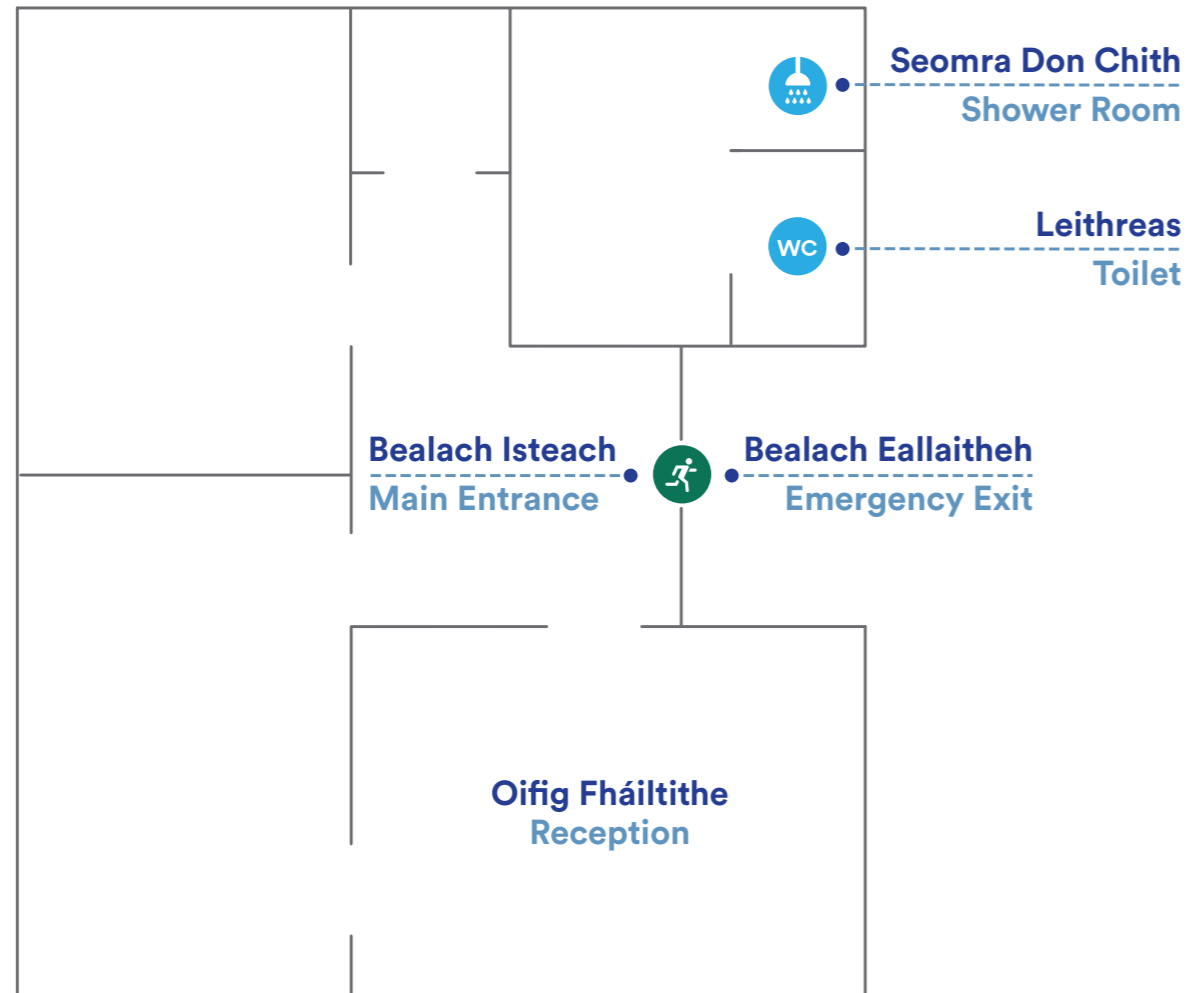 Seomra Don Chith
Shower Room
Leithreas
WC
Toilet
Bealach Isteach
Main Entrance
Bealach Eallaitheh
Emergency Exit
Oifig Fháiltithe
Reception